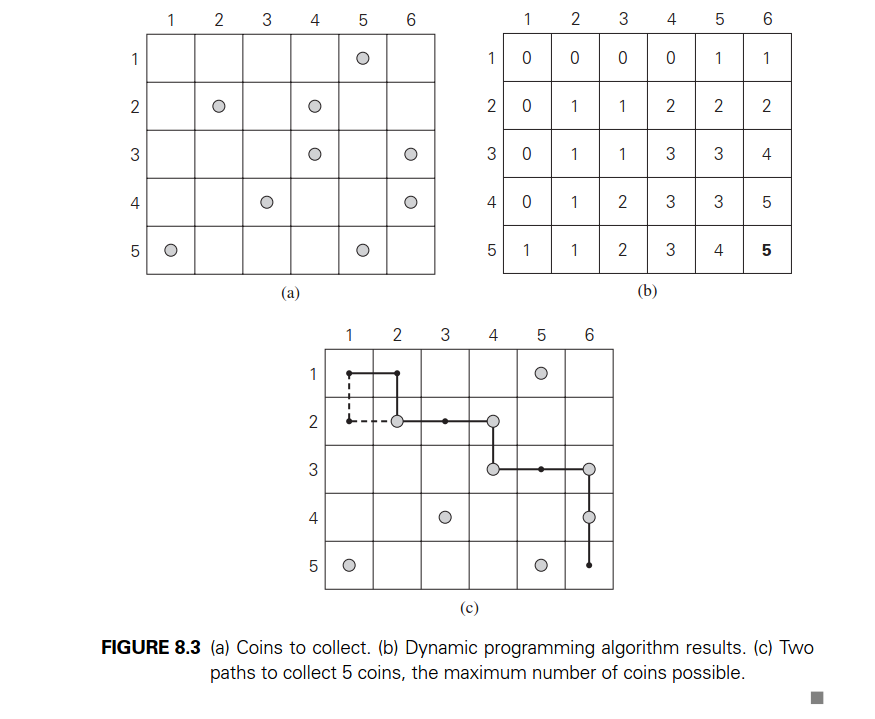 1 2 3 4 5 6
1
2
3
4
5
(a)
1 2 3 4 5 6
1 0 0 0 0 1 1
2 0 1 1 2 2 2
3 0 1 1 3 3 4
4 0 1 2 3 3 5
5 1 1 2 3 4 5
(b)
1 2 3 4 5 6
1
2
3
4
5
(c)
FIGURE 8.3 (a) Coins to collect. (b) Dynamic programming algorithm results. (c) Two
paths to collect 5 coins, the maximum number of coins possible.